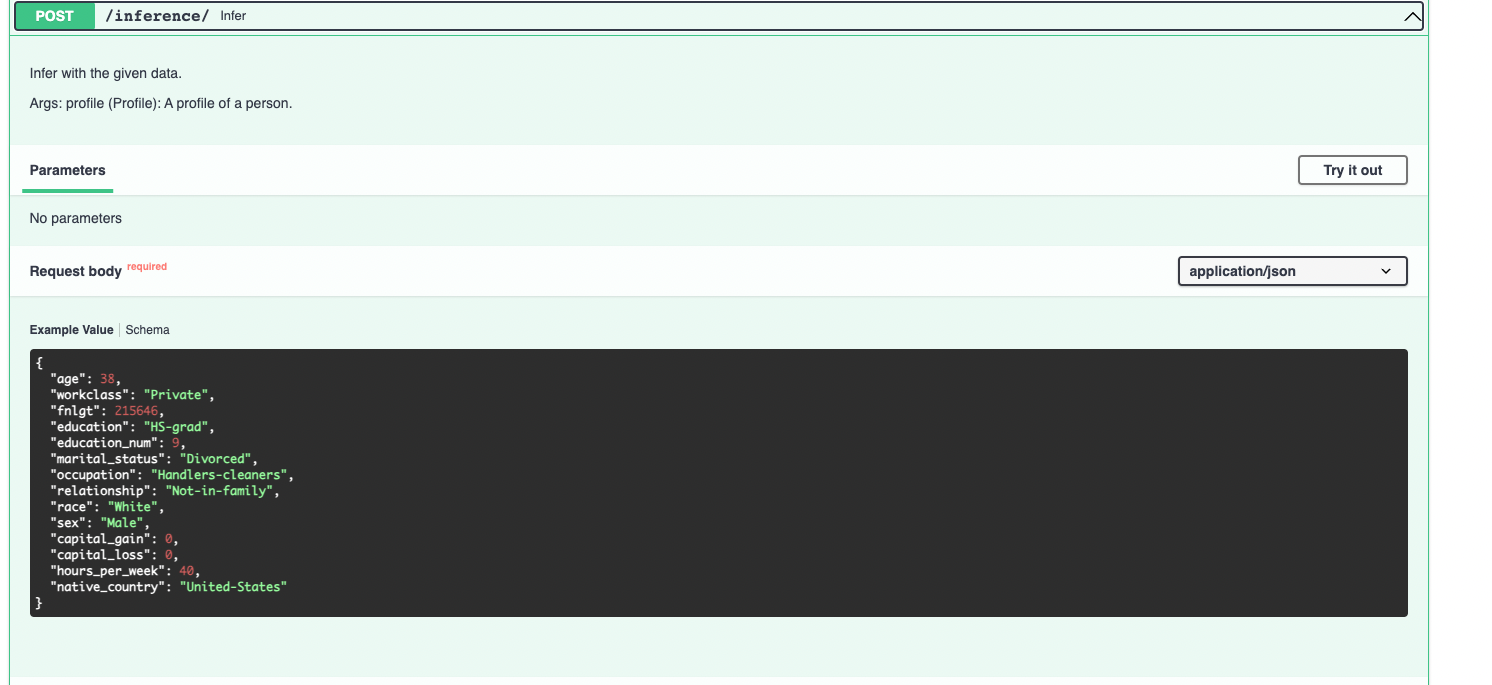 POST /inference/ Infer
Infer with the given data.
Args: profile (Profile): A profile of a person.
Parameters
Try it out
No parameters
Request body required
application/json
Example Value Schema
{
  "age": 38,
  "workclass": "Private",
  "fnlgt": 215646,
  "education": "HS-grad",
  "education_num": 9,
  "marital_status": "Divorced",
  "occupation": "Handlers-cleaners",
  "relationship": "Not-in-family",
  "race": "White",
  "sex": "Male",
  "capital_gain": 0,
  "capital_loss": 0,
  "hours_per_week": 40,
  "native_country": "United-States"
}